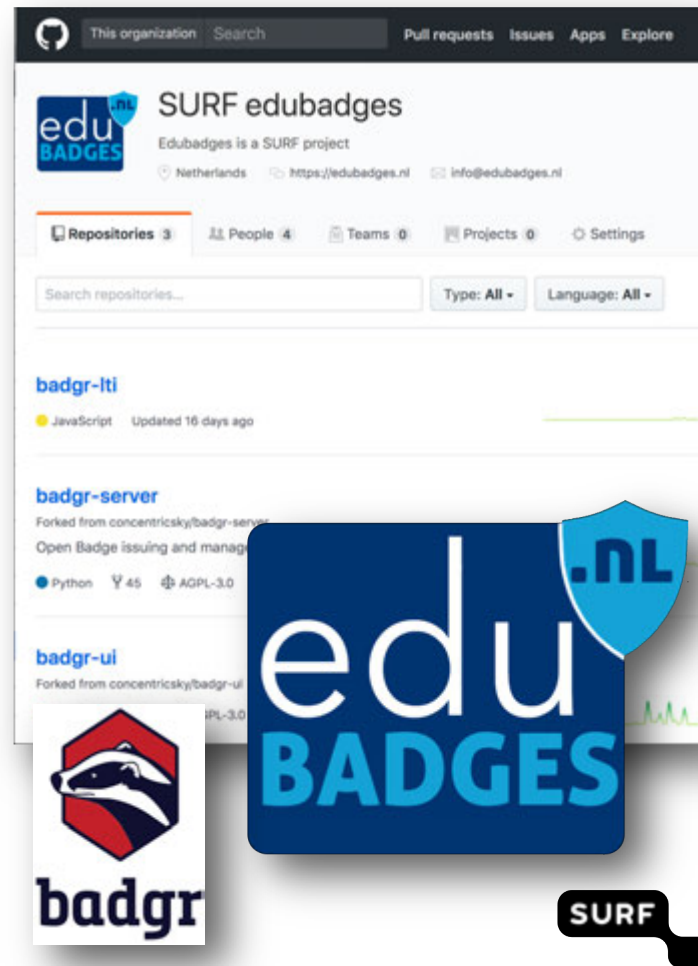 This organization Search Pull requests Issues Apps Explore
edu .nl
BADGES
SURF edubadges
Edubadges is a SURF project
Netherlands https://edubadges.nl info@edubadges.nl
Repositories 3 People 4 Teams 0 Projects 0 Settings
Search repositories... Type: All Language: All
badgr-lti
JavaScript Updated 16 days ago
badgr-server
Forked from concentricsky/badgr-server
Open Badge issuing and manag
Python 45 AGPL-3.0
badgr-ui
Forked from concentricsky/badgr-ui
GPL-3.0
edu .nl
BADGES
badgr
SURF